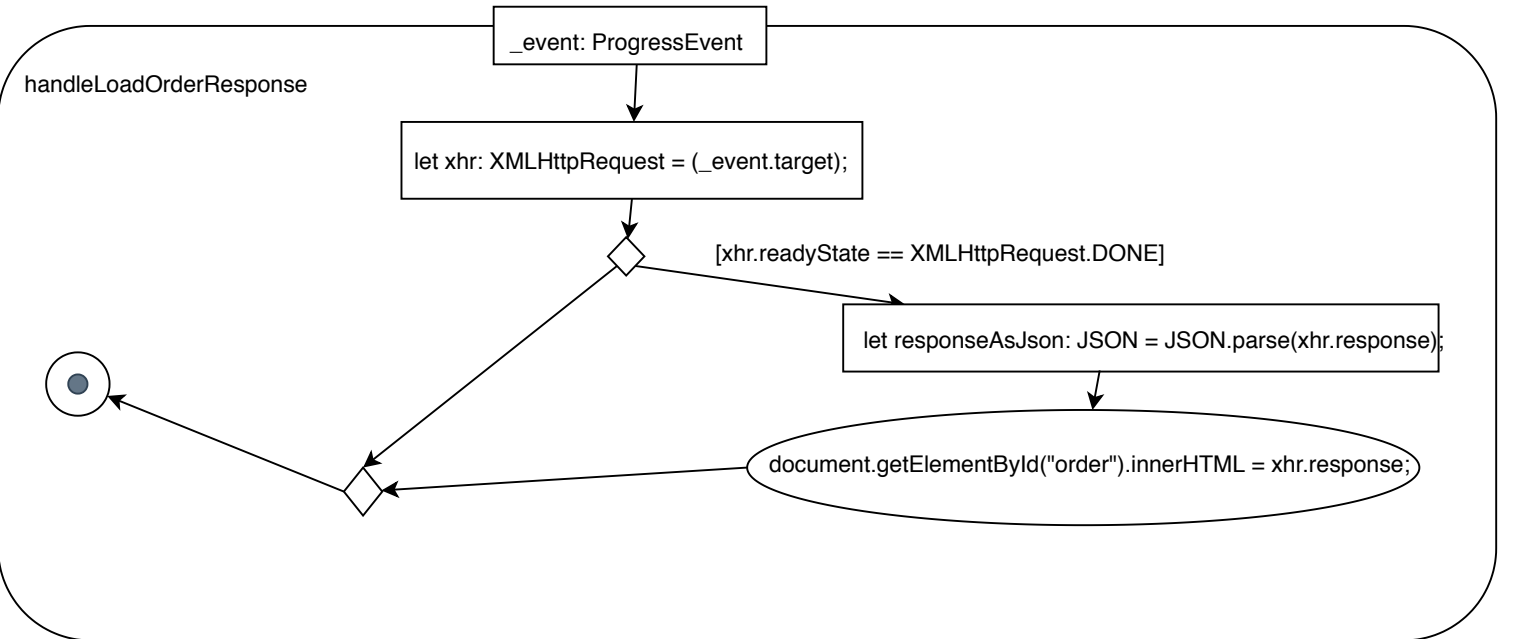 _event: ProgressEvent
handleLoadOrderResponse
let xhr: XMLHttpRequest = (_event.target);
[xhr.readyState == XMLHttpRequest.DONE]
let responseAsJson: JSON = JSON.parse(xhr.response);
document.getElementById("order").innerHTML = xhr.response;